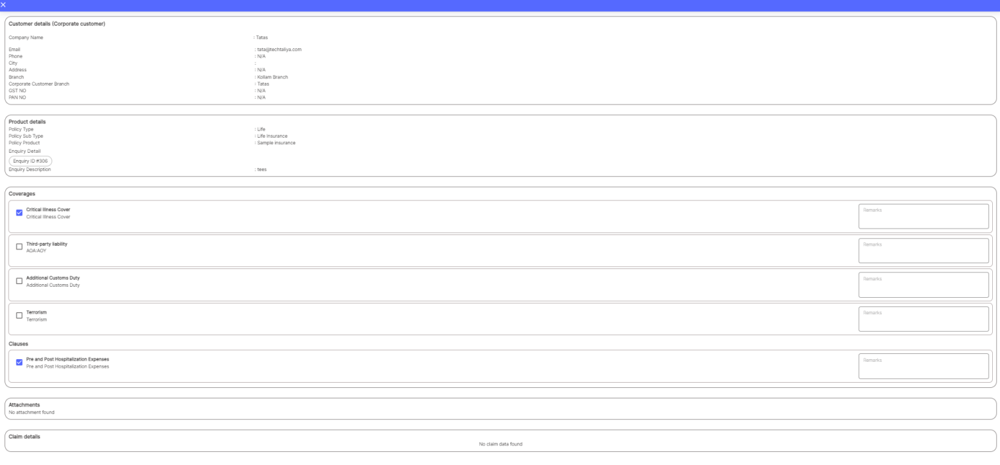 Customer details (Corporate customer)
Company Name : Tatas
Email : tata@techtaliya.com
Phone : N/A
City :
Address : N/A
Branch : Kollam Branch
Corporate Customer Branch : Tatas
GST NO : N/A
PAN NO : N/A
Product details
Policy Type : Life
Policy Sub Type : Life Insurance
Policy Product : Sample insurance
Enquiry Detail
Enquiry ID #306
Enquiry Description : tees
Coverages
Critical Illness Cover
Critical Illness Cover
Remarks
Third-party liability
AOA:AOY
Remarks
Additional Customs Duty
Additional Customs Duty
Remarks
Terrorism
Terrorism
Remarks
Clauses
Pre and Post Hospitalization Expenses
Pre and Post Hospitalization Expenses
Remarks
Attachments
No attachment found
Claim details
No claim data found